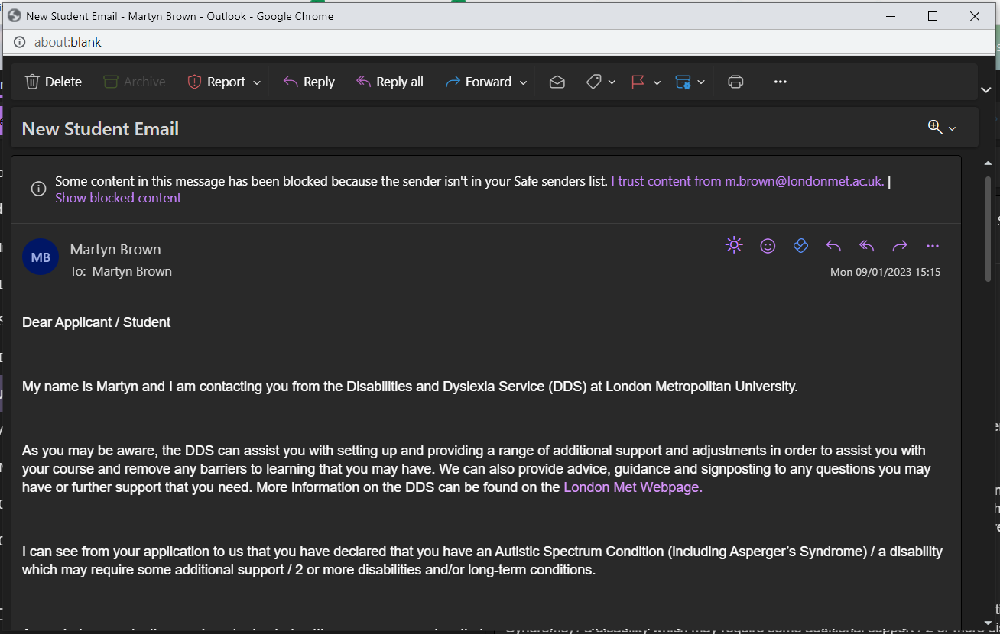 New Student Email - Martyn Brown - Outlook - Google Chrome
about:blank
Delete Archive Report Reply Reply all Forward
New Student Email
Some content in this message has been blocked because the sender isn't in your Safe senders list. I trust content from m.brown@londonmet.ac.uk. |
Show blocked content
MB
Martyn Brown
To: Martyn Brown
Mon 09/01/2023 15:15
Dear Applicant / Student
My name is Martyn and I am contacting you from the Disabilities and Dyslexia Service (DDS) at London Metropolitan University.
As you may be aware, the DDS can assist you with setting up and providing a range of additional support and adjustments in order to assist you with
your course and remove any barriers to learning that you may have. We can also provide advice, guidance and signposting to any questions you may
have or further support that you need. More information on the DDS can be found on the London Met Webpage.
I can see from your application to us that you have declared that you have an Autistic Spectrum Condition (including Asperger’s Syndrome) / a disability
which may require some additional support / 2 or more disabilities and/or long-term conditions.